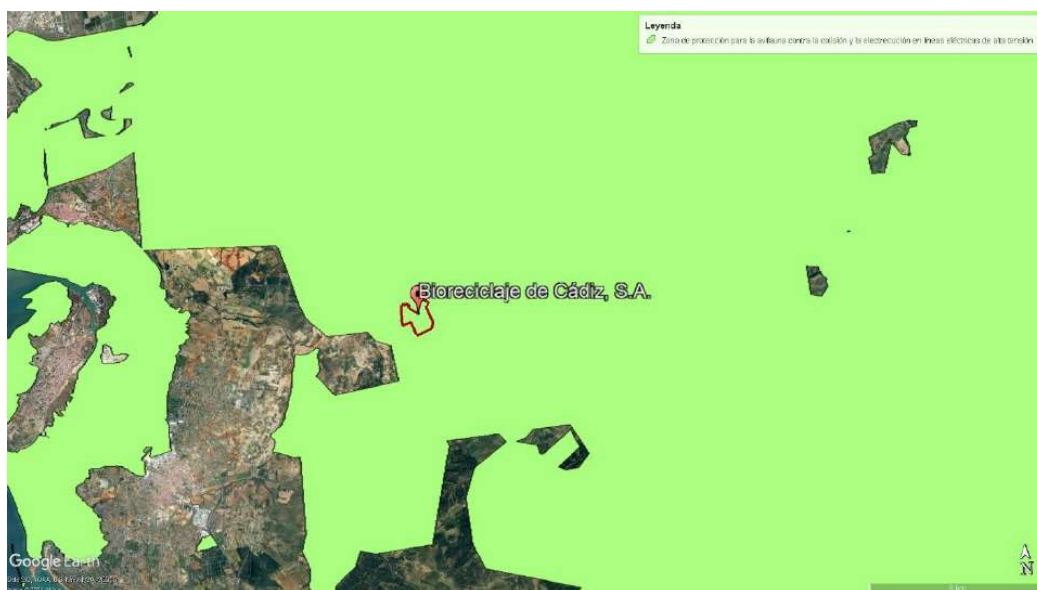 Leyenda
Zona de protección para la avifauna contra la colisión y la electrocución en líneas eléctricas de alta tensión
Bioreciclaje de Cádiz, S.A.
Google Earth
N